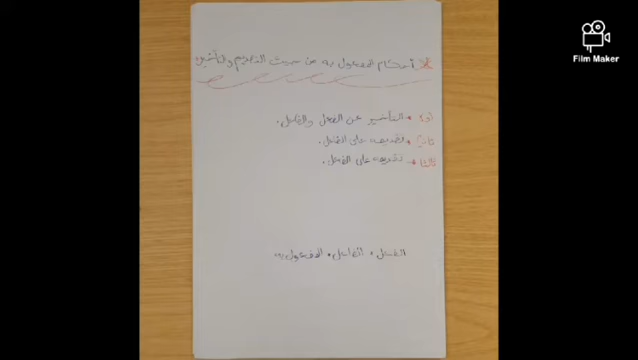 أحكام المفعول به من حيث التقديم والتأخير
أولا • التأخير عن الفعل والفاعل.
ثانيا • تقديمه على الفاعل.
ثالثا • تقديمه على الفعل.
الفعل • الفاعل • المفعول به
Film Maker